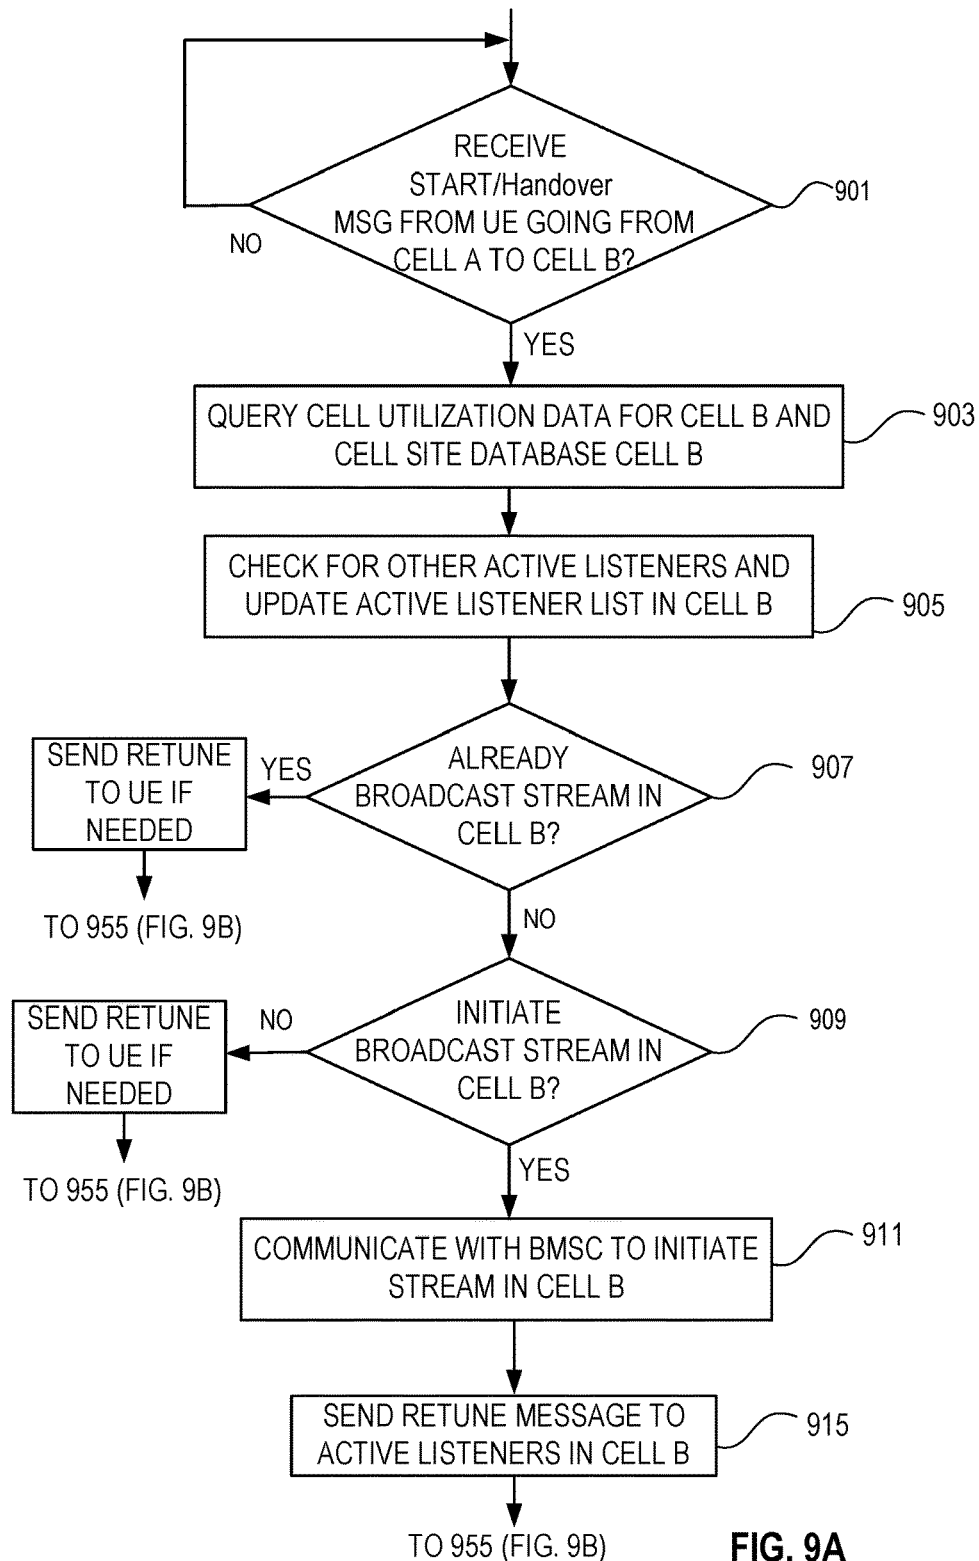 RECEIVE
START/Handover
MSG FROM UE GOING FROM
CELL A TO CELL B?
901
NO
YES
QUERY CELL UTILIZATION DATA FOR CELL B AND
CELL SITE DATABASE CELL B
903
CHECK FOR OTHER ACTIVE LISTENERS AND
UPDATE ACTIVE LISTENER LIST IN CELL B
905
ALREADY
BROADCAST STREAM IN
CELL B?
907
YES
SEND RETUNE
TO UE IF
NEEDED
TO 955 (FIG. 9B)
NO
INITIATE
BROADCAST STREAM IN
CELL B?
909
NO
SEND RETUNE
TO UE IF
NEEDED
TO 955 (FIG. 9B)
YES
COMMUNICATE WITH BMSC TO INITIATE
STREAM IN CELL B
911
SEND RETUNE MESSAGE TO
ACTIVE LISTENERS IN CELL B
915
TO 955 (FIG. 9B)
FIG. 9A